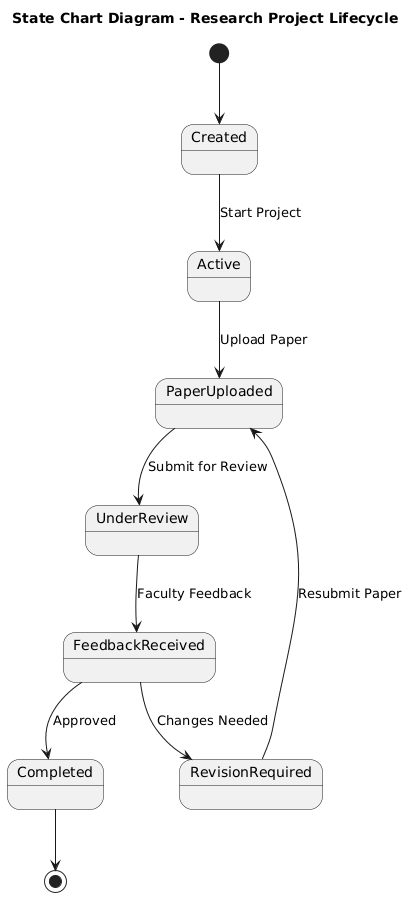 State Chart Diagram - Research Project Lifecycle
Created
Start Project
Active
Upload Paper
PaperUploaded
Submit for Review
UnderReview
Faculty Feedback
Resubmit Paper
FeedbackReceived
Approved
Changes Needed
Completed
RevisionRequired